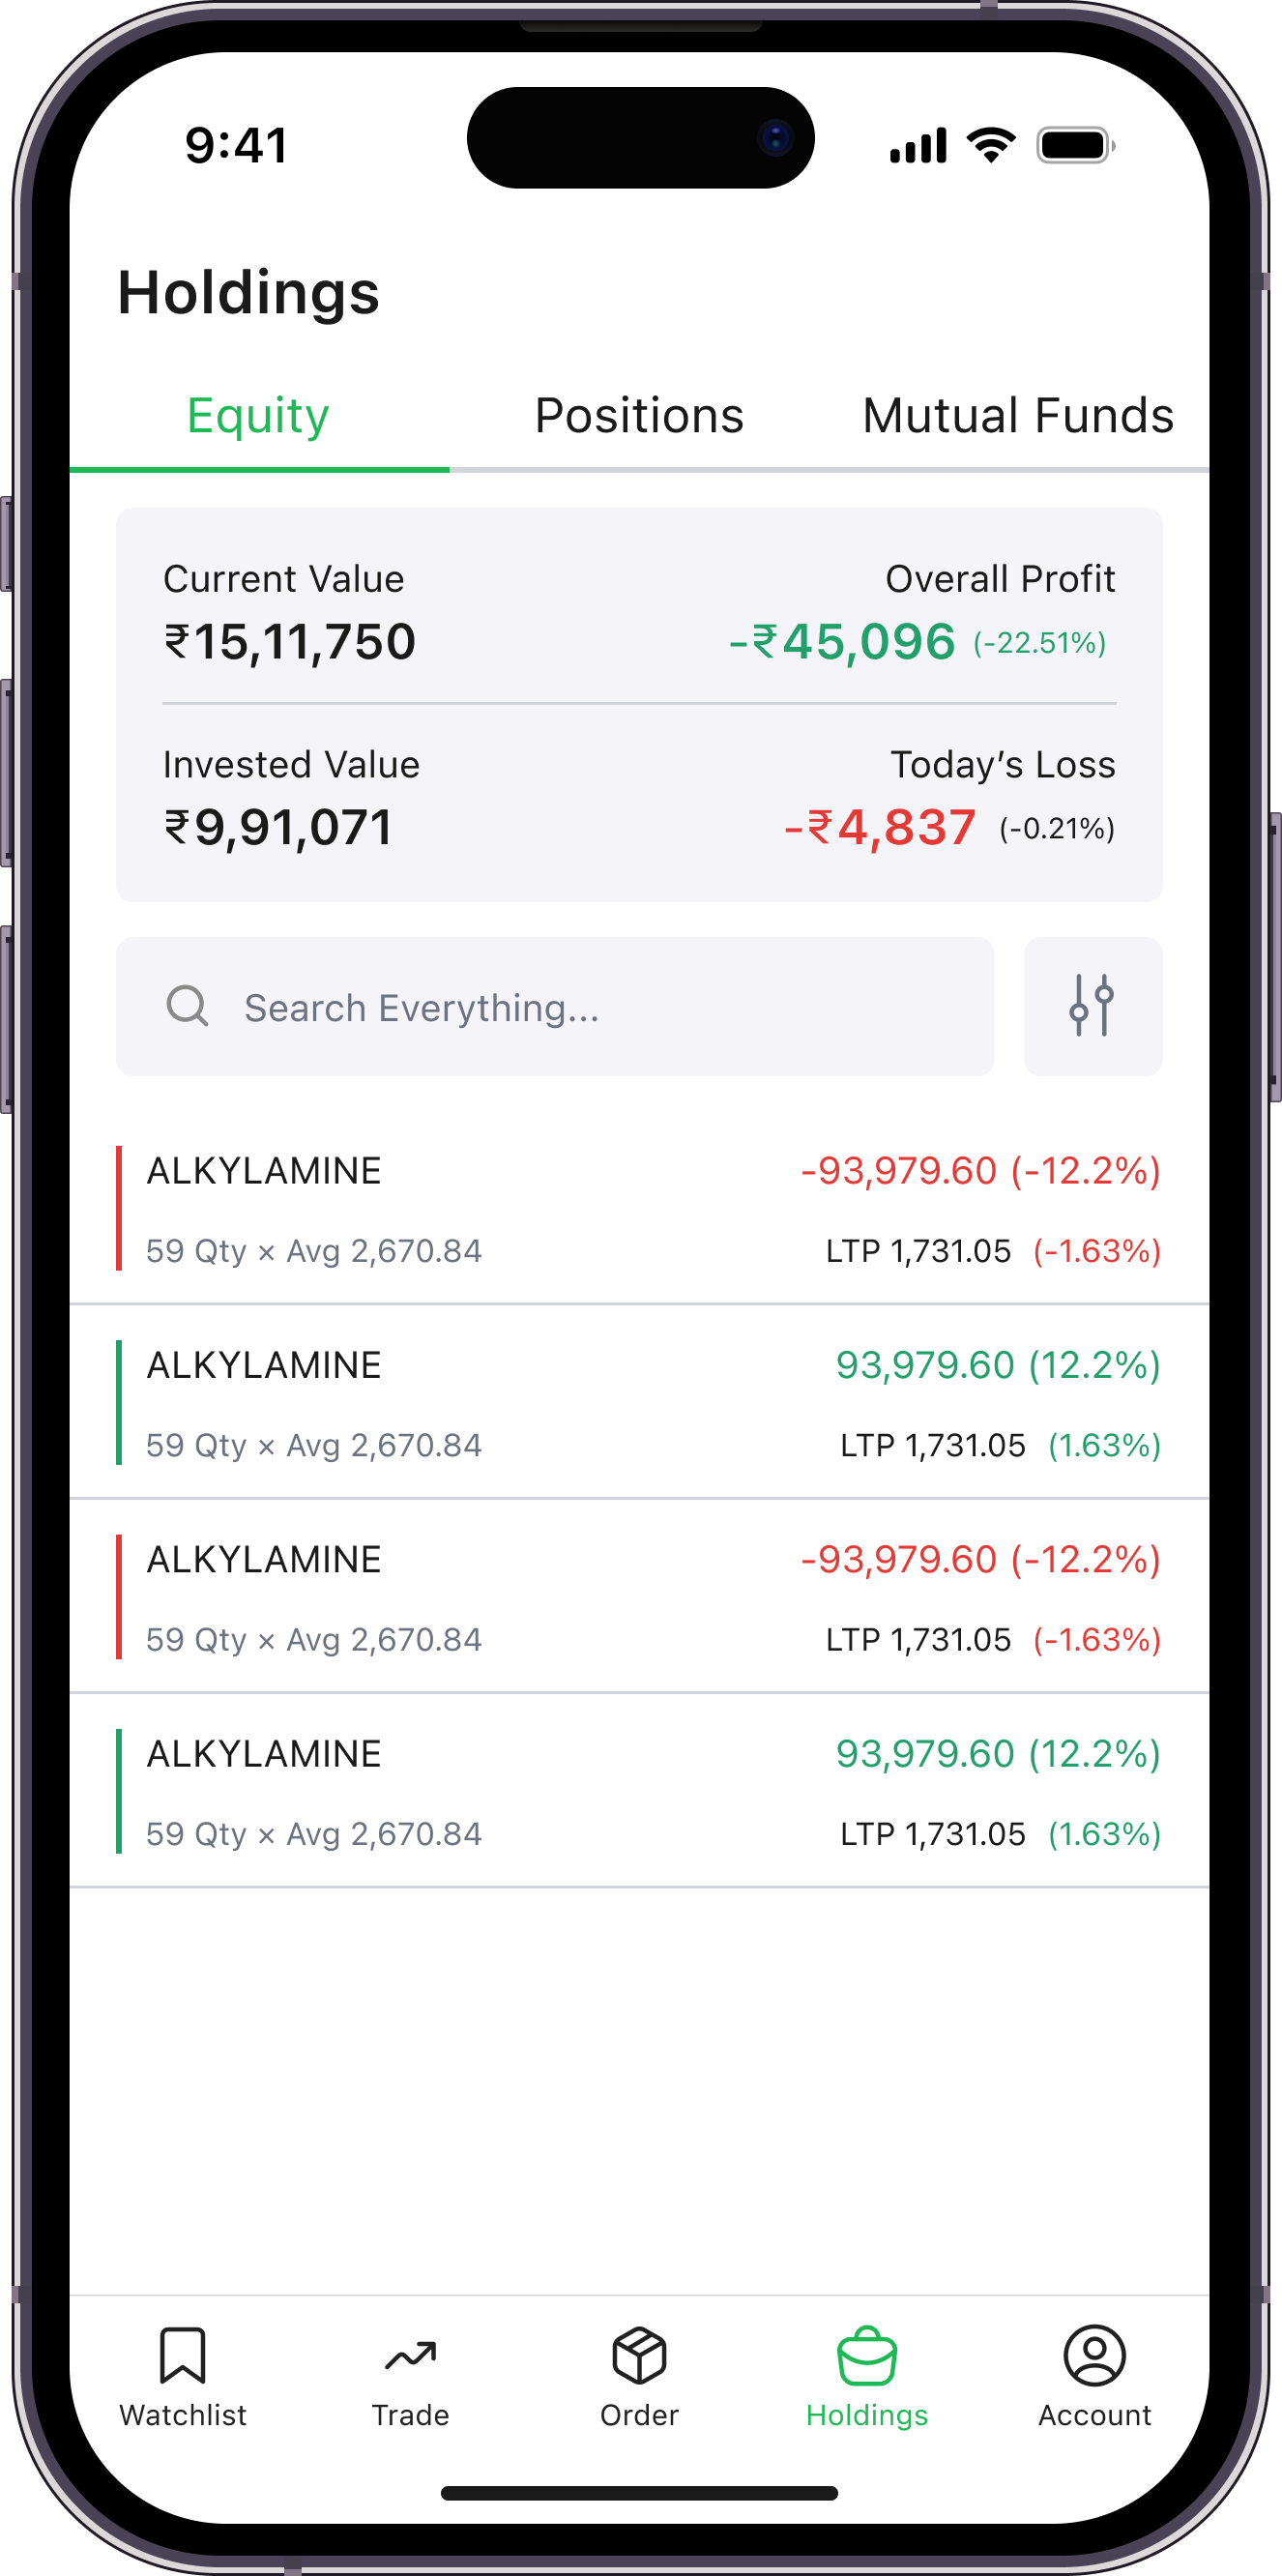 9:41
Holdings
Equity Positions Mutual Funds
Current Value Overall Profit
₹15,11,750 -₹45,096 (-22.51%)
Invested Value Today’s Loss
₹9,91,071 -₹4,837 (-0.21%)
Search Everything...
ALKYLAMINE -93,979.60 (-12.2%)
59 Qty × Avg 2,670.84 LTP 1,731.05 (-1.63%)
ALKYLAMINE 93,979.60 (12.2%)
59 Qty × Avg 2,670.84 LTP 1,731.05 (1.63%)
ALKYLAMINE -93,979.60 (-12.2%)
59 Qty × Avg 2,670.84 LTP 1,731.05 (-1.63%)
ALKYLAMINE 93,979.60 (12.2%)
59 Qty × Avg 2,670.84 LTP 1,731.05 (1.63%)
Watchlist Trade Order Holdings Account